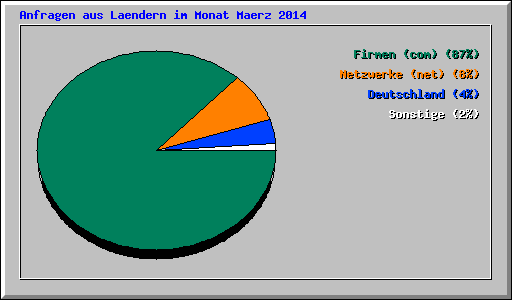 Anfragen aus Laendern im Monat Maerz 2014
Firmen (com) (87%)
Netzwerke (net) (8%)
Deutschland (4%)
Sonstige (2%)